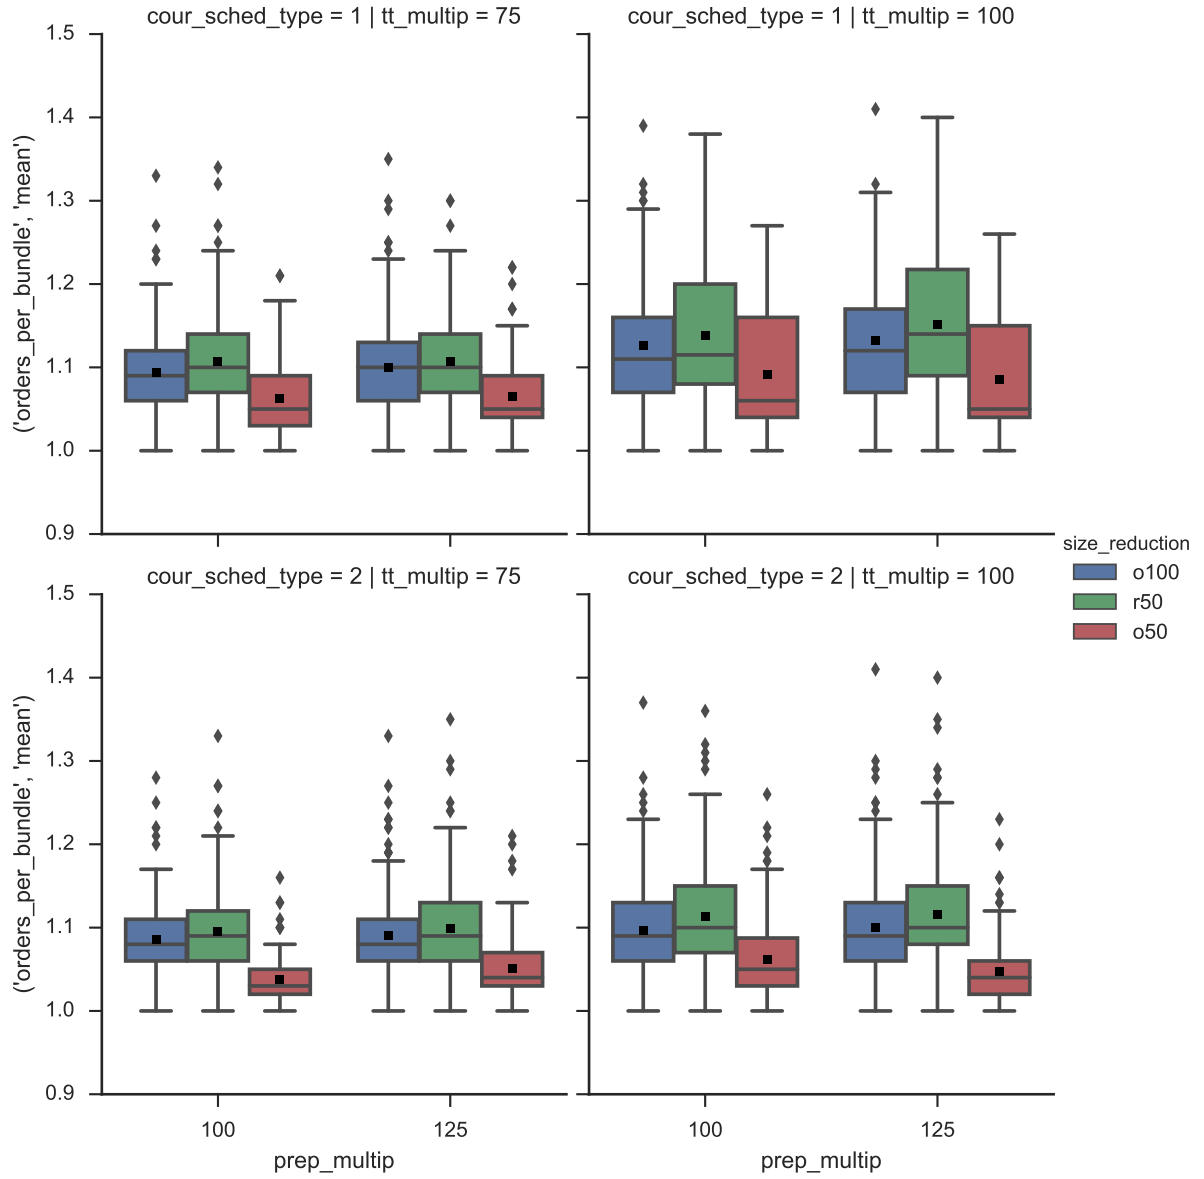 cour_sched_type = 1 | tt_multip = 75
cour_sched_type = 1 | tt_multip = 100
1.5
1.4
1.3
1.2
1.1
1.0
0.9
('orders_per_bundle', 'mean')
size_reduction
o100
r50
o50
cour_sched_type = 2 | tt_multip = 75
cour_sched_type = 2 | tt_multip = 100
1.5
1.4
1.3
1.2
1.1
1.0
0.9
('orders_per_bundle', 'mean')
100
125
100
125
prep_multip
prep_multip